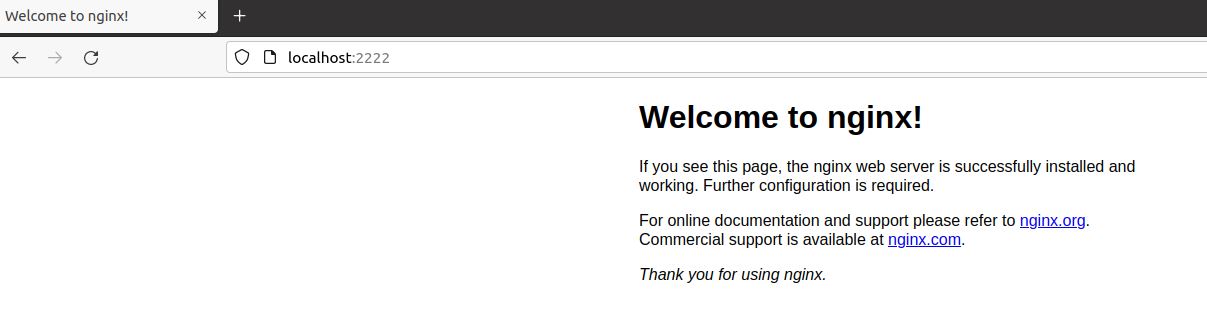 Welcome to nginx!
localhost:2222
Welcome to nginx!
If you see this page, the nginx web server is successfully installed and
working. Further configuration is required.
For online documentation and support please refer to nginx.org.
Commercial support is available at nginx.com.
Thank you for using nginx.